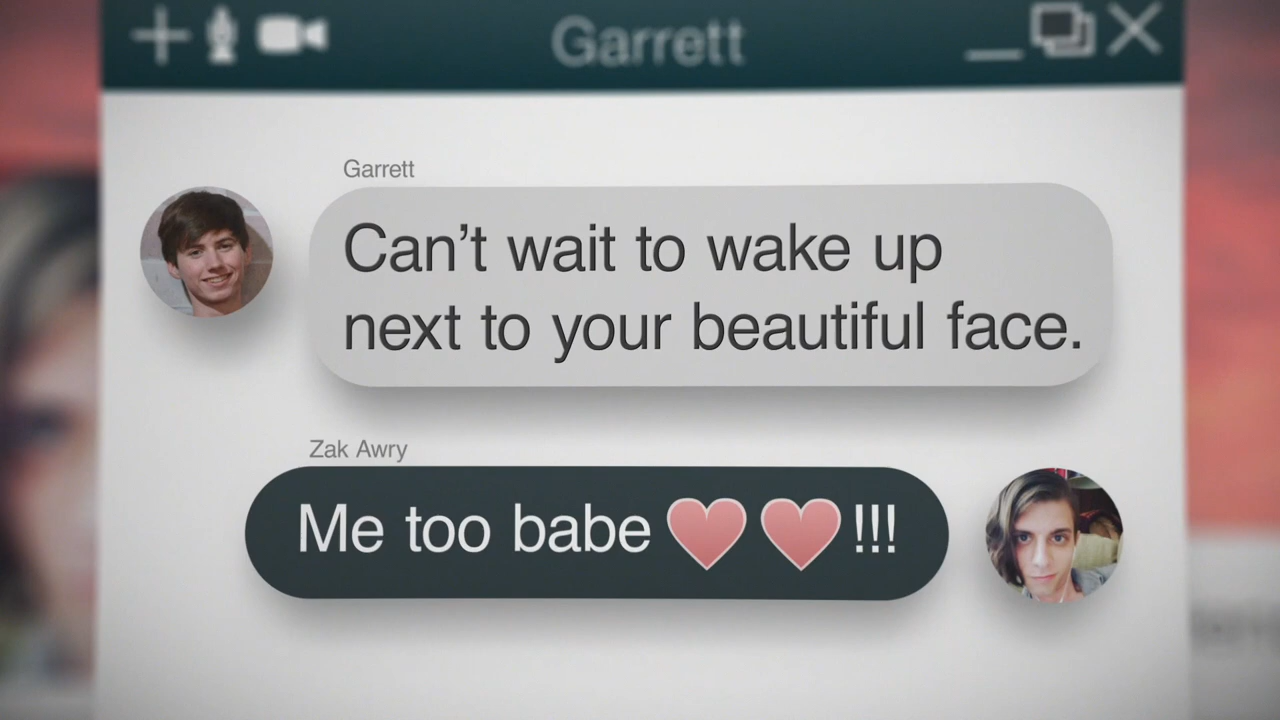 Garrett
Garrett
Can't wait to wake up
next to your beautiful face.
Zak Awry
Me too babe ❤❤!!!